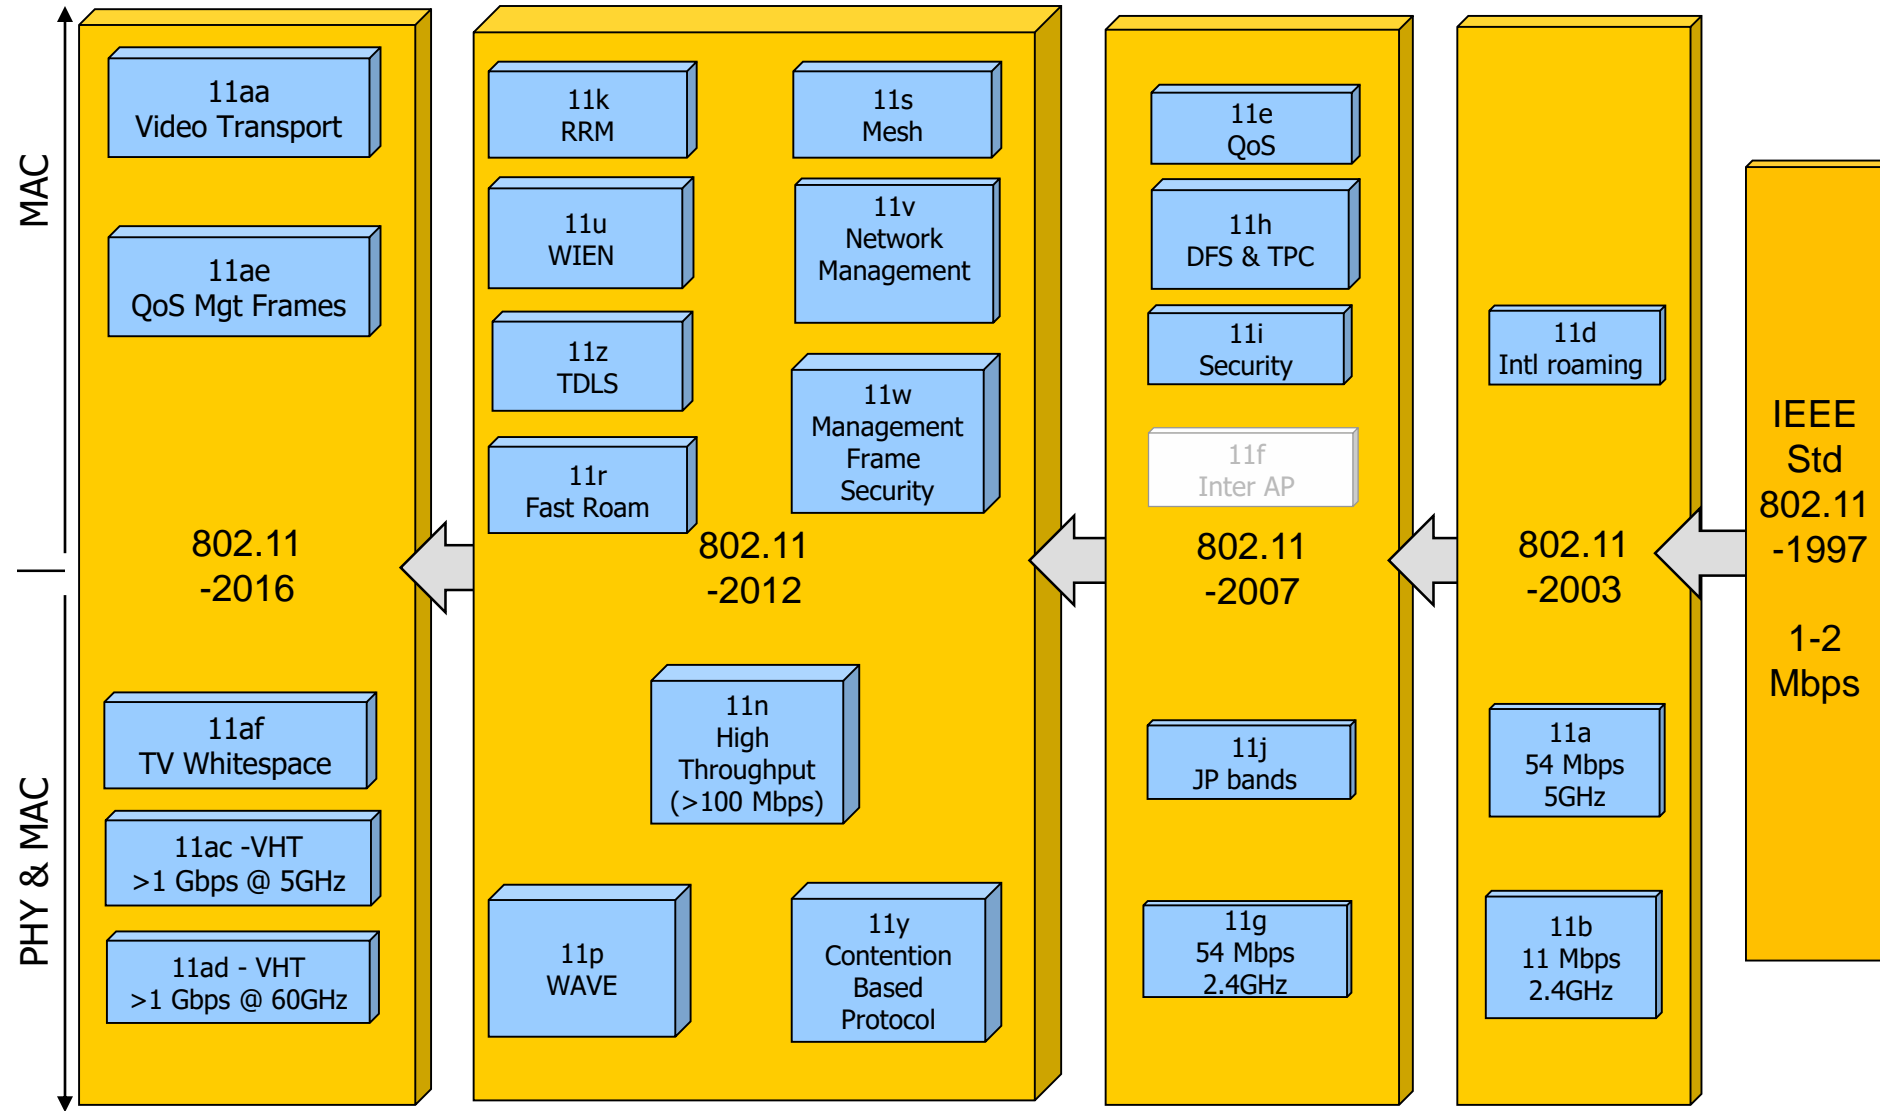 MAC
PHY & MAC
11aa
Video Transport
11ae
QoS Mgt Frames
802.11
-2016
11af
TV Whitespace
11ac -VHT
>1 Gbps @ 5GHz
11ad - VHT
>1 Gbps @ 60GHz
11k
RRM
11s
Mesh
11u
WIEN
11v
Network
Management
11z
TDLS
11w
Management
Frame
Security
11r
Fast Roam
802.11
-2012
11n
High
Throughput
(>100 Mbps)
11p
WAVE
11y
Contention
Based
Protocol
11e
QoS
11h
DFS & TPC
11i
Security
11f
Inter AP
802.11
-2007
11j
JP bands
11g
54 Mbps
2.4GHz
11d
Intl roaming
802.11
-2003
11a
54 Mbps
5GHz
11b
11 Mbps
2.4GHz
IEEE
Std
802.11
-1997
1-2
Mbps